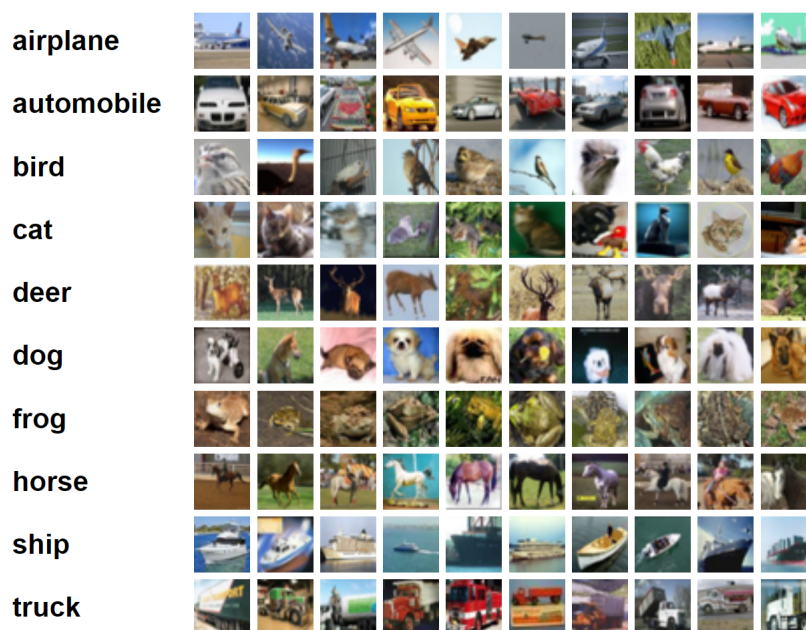 airplane
automobile
bird
cat
deer
dog
frog
horse
ship
truck